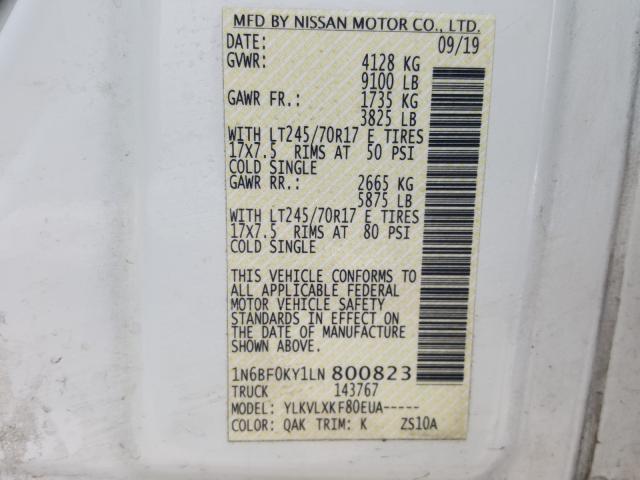 MFD BY NISSAN MOTOR CO., LTD.
DATE: 09/19
GVWR: 4128 KG
9100 LB
GAWR FR.: 1735 KG
3825 LB
WITH LT245/70R17 E TIRES
17X7.5 RIMS AT 50 PSI
COLD SINGLE
GAWR RR.: 2665 KG
5875 LB
WITH LT245/70R17 E TIRES
17X7.5 RIMS AT 80 PSI
COLD SINGLE
THIS VEHICLE CONFORMS TO
ALL APPLICABLE FEDERAL
MOTOR VEHICLE SAFETY
STANDARDS IN EFFECT ON
THE DATE OF MANUFACTURE
SHOWN ABOVE.
1N6BF0KY1LN800823
TRUCK 143767
MODEL: YLKVLXKF80EUA-----
COLOR: QAK TRIM: K ZS10A